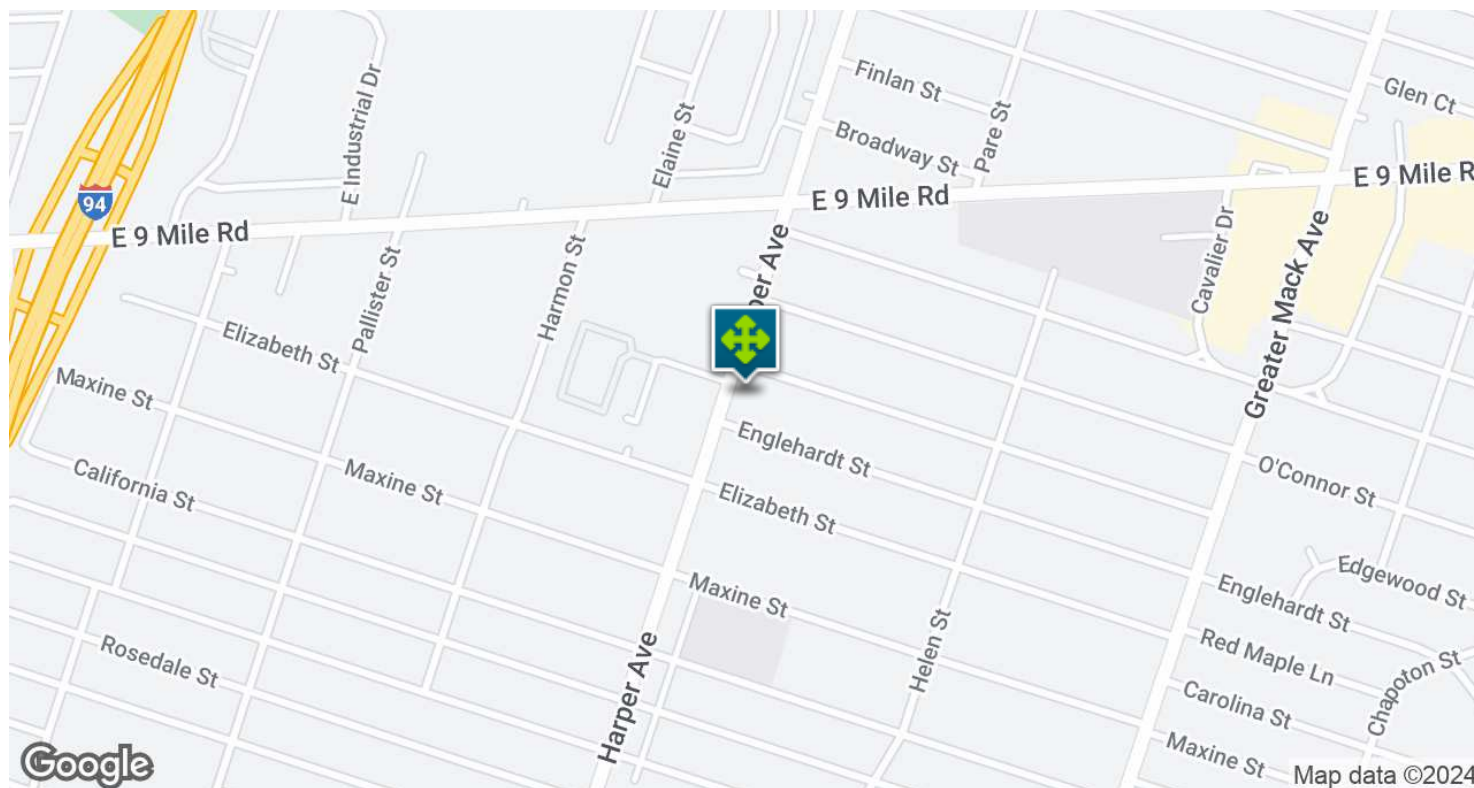 Finlan St
Glen Ct
E Industrial Dr
Elaine St
Broadway St
Pare St
94
E 9 Mile Rd
E 9 Mile Rd
E 9 Mile R
Pallister St
Harmon St
per Ave
Cavalier Dr
Greater Mack Ave
Elizabeth St
Maxine St
Englehardt St
O'Connor St
California St
Maxine St
Elizabeth St
Edgewood St
Maxine St
Englehardt St
Helen St
Red Maple Ln
Rosedale St
Harper Ave
Chapoton St
Carolina St
Maxine St
Google
Map data ©2024